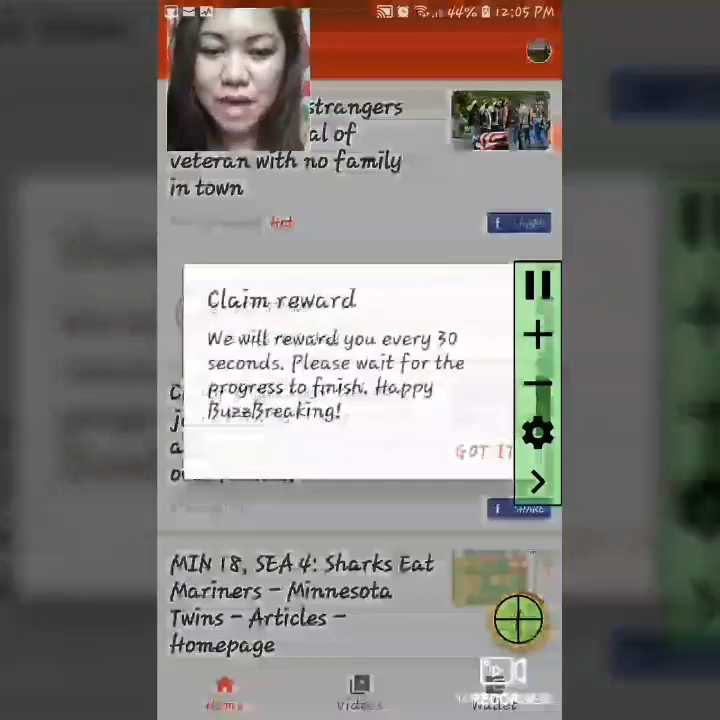 44% 12:05 PM
strangers
al of
veteran with no family
in town
Hot
Claim reward
We will reward you every 30
seconds. Please wait for the
progress to finish. Happy
BuzzBreaking!
GOT IT
SHARE
MIN 18, SEA 4: Sharks Eat
Mariners – Minnesota
Twins – Articles –
Homepage
Home Videos Wallet